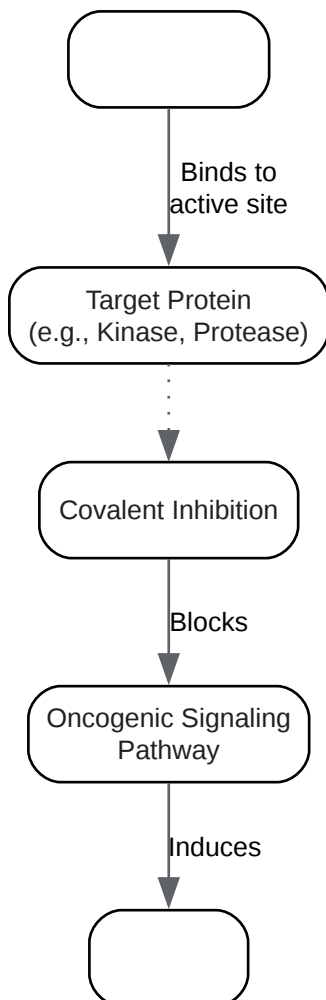 Binds to
active site
Target Protein
(e.g., Kinase, Protease)
Covalent Inhibition
Blocks
Oncogenic Signaling
Pathway
Induces